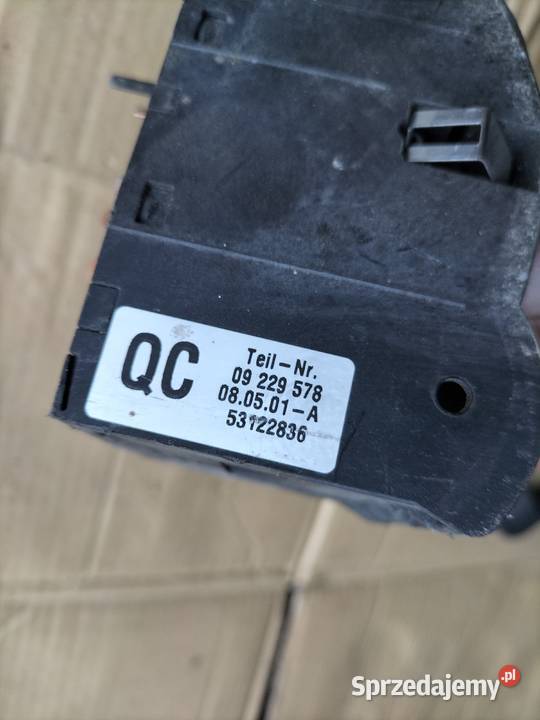 QC
Teil-Nr.
09 229 578
08.05.01-A
53122836
Sprzedajemy.pl